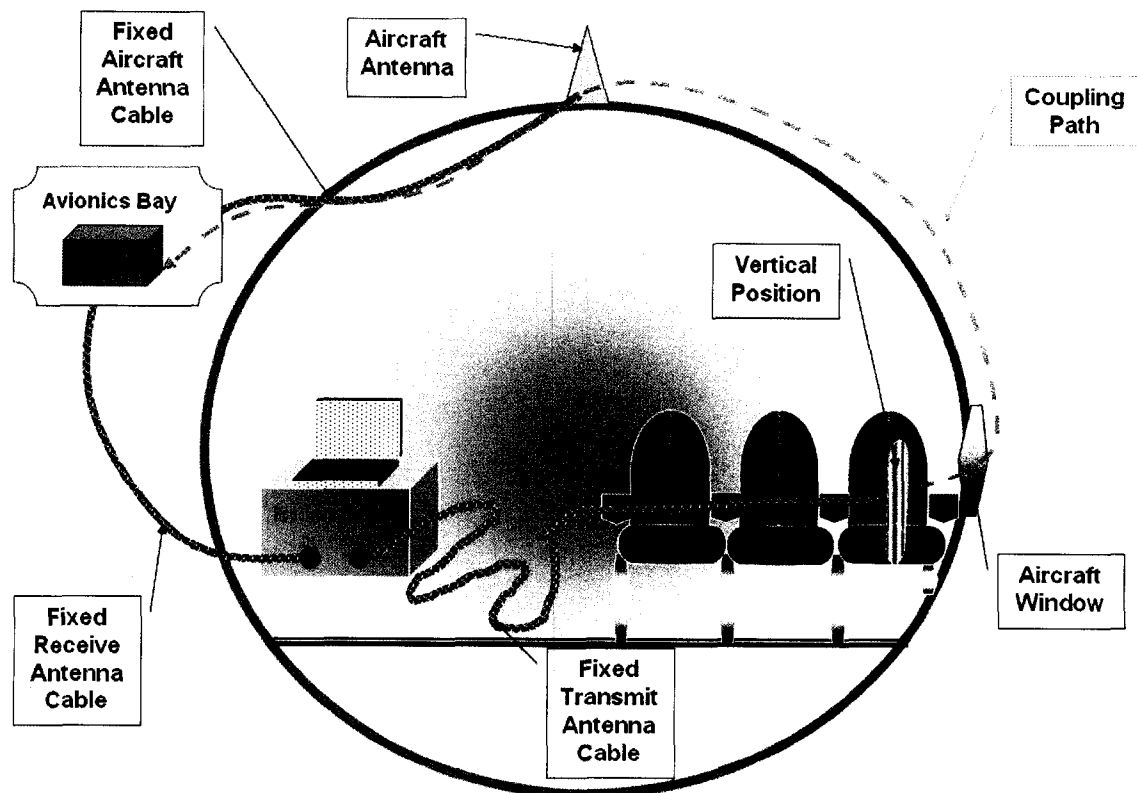 Fixed
Aircraft
Antenna
Cable
Aircraft
Antenna
Coupling
Path
Avionics Bay
Vertical
Position
Aircraft
Window
Fixed
Receive
Antenna
Cable
Fixed
Transmit
Antenna
Cable